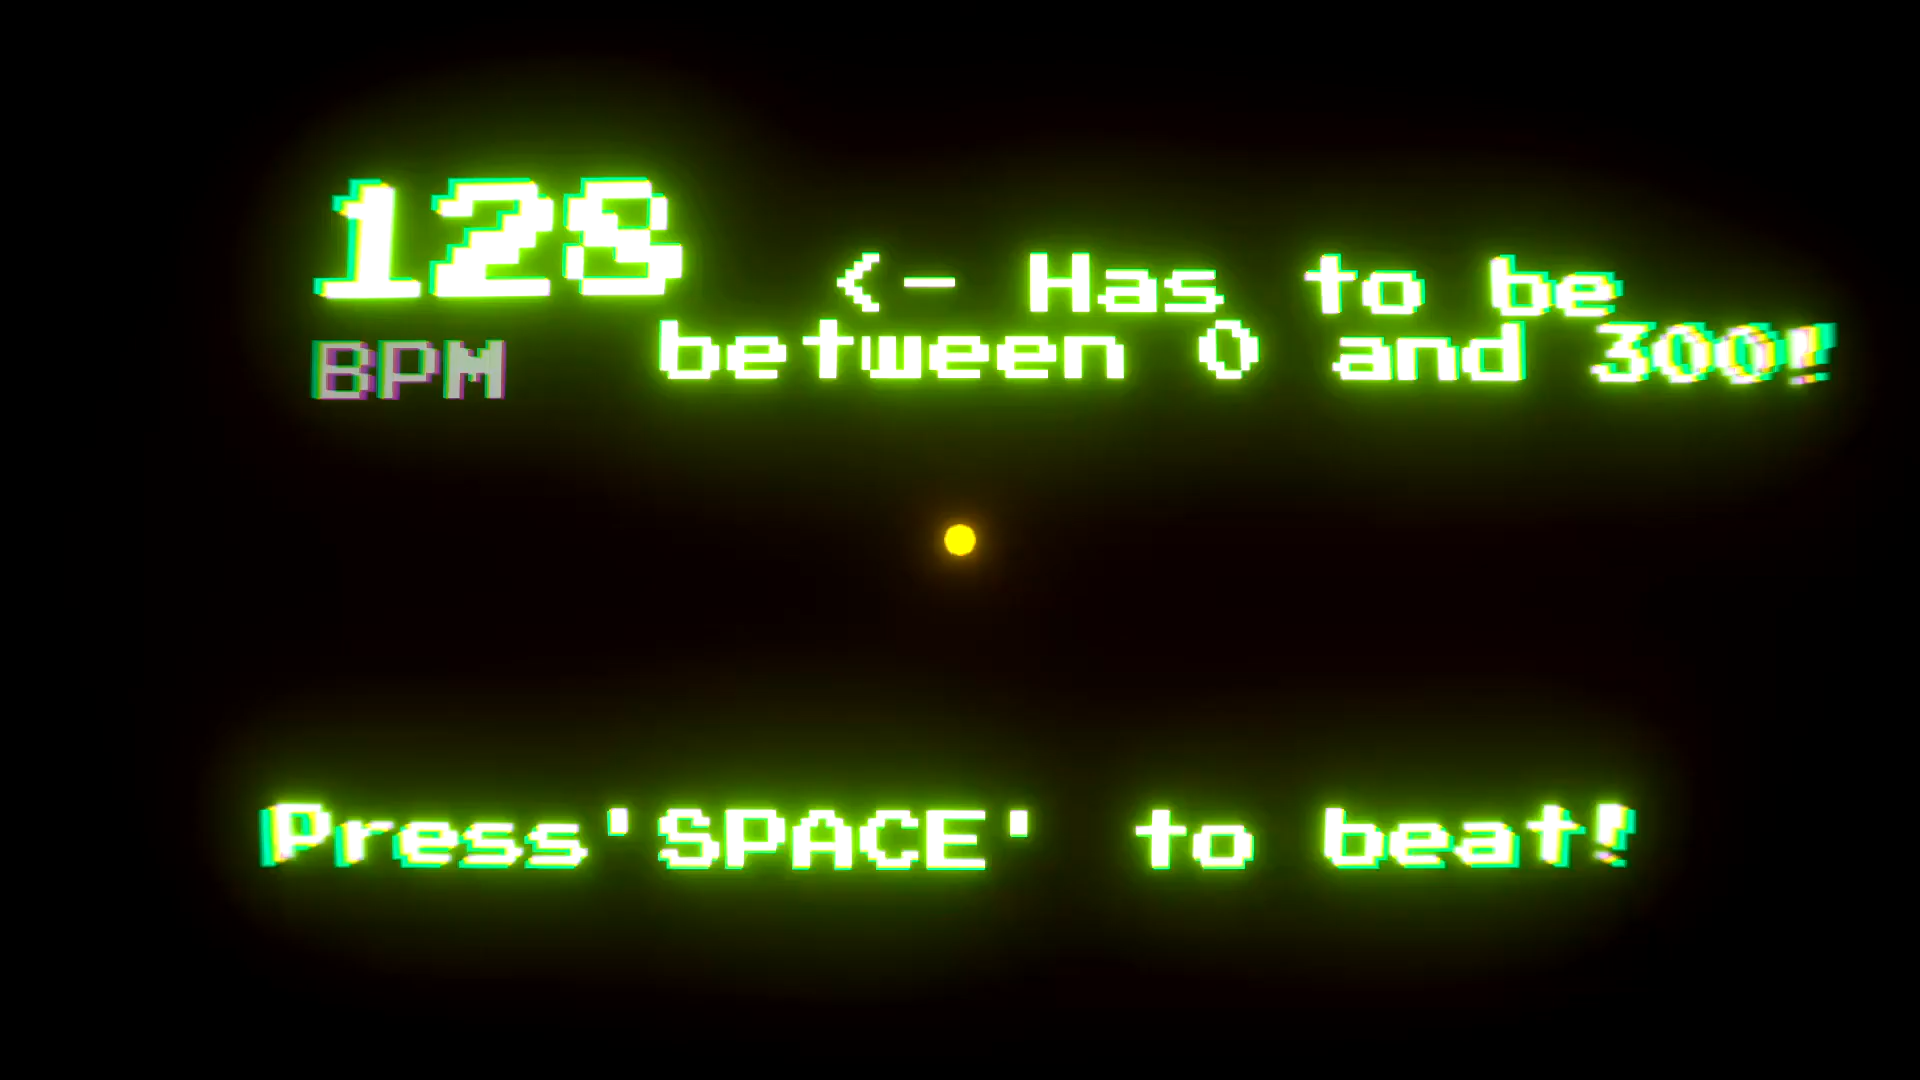 128
<- Has to be
BPM
between 0 and 300!
Press'SPACE' to beat!